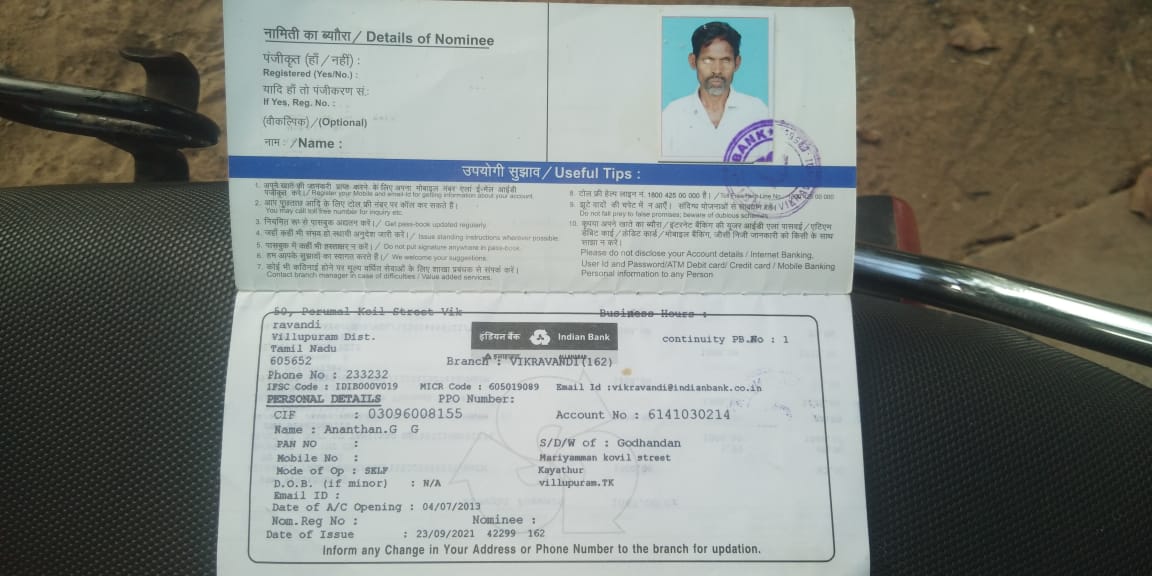 नामिती का ब्यौरा/ Details of Nominee
पंजीकृत (हाँ / नहीं) :
Registered (Yes/No.) :
यादि हाँ तो पंजीकरण सं.:
If Yes, Reg. No. :
(वीकल्पिक)/(Optional)
नाम : /Name :
BANK
उपयोगी सुझाव/ Useful Tips :
1. अपने खाते की जानकारी प्राप्त करने के लिए अपना मोबाइल नंबर एवं ई-मेल आईडी
पंजीकृत करें।/ Register your Mobile and email-id for getting information about your account.
2. आप पूछताछ आदि के लिए टोल फ्री नंबर पर कॉल कर सकते हैं।
You may call toll free number for inquiry etc.
3. नियमित रूप से पासबुक अद्यतन करें।/ Get pass-book updated regularly
4. जहाँ कहीं भी संभव हो स्थायी अनुदेश जारी करें।/ Issue standing instructions wherever possible.
5. पासबुक में कहीं भी हस्ताक्षर न करें।/ Do not put signature anywhere in pass-book.
6. हम आपके सुझावों का स्वागत करते हैं।/ We welcome your suggestions.
7. कोई भी कठिनाई होने पर मूल्य वर्धित सेवाओं के लिए शाखा प्रबंधक से संपर्क करें।
Contact branch manager in case of difficulties / Value added services.
8. टोल फ्री हेल्प लाइन नं. 1800 425 00 000 हैं।
9. झूटे वादों की चपेट में न आएँ। संदिग्ध योजनाओं से
Do not fall prey to false promises; beware of dubious schemes
10. कृपया अपने खाते का ब्यौरा/इंटरनेट बैंकिंग की यूजर आईडी एलं पासवर्ड/एटिएम
डेबिट कार्ड/क्रेडिट कार्ड/मोबाइल बैंकिंग, जैसी निजी जानकारी को किसी के साथ
साझा न करें।
Please do not disclose your Account details / Internet Banking,
User Id and Password/ATM Debit card/ Credit card / Mobile Banking
Personal information to any Person
50, Perumal Koil Street Vik
Business Hours :
ravandi
Villupuram Dist.
Tamil Nadu
605652
इंडियन बैंक Indian Bank
continuity PB.No : 1
Branch : VIKRAVANDI(162)
Phone No : 233232
IFSC Code : IDIB000V019 MICR Code : 605019089 Email Id :vikravandi@indianbank.co.in
PERSONAL DETAILS PPO Number:
CIF : 03096008155 Account No : 6141030214
Name : Ananthan.G G
PAN NO : S/D/W of : Godhandan
Mobile No : Mariyamman kovil street
Mode of Op : SELF Kayathur
D.O.B. (if minor) : N/A villupuram.TK
Email ID :
Date of A/C Opening : 04/07/2013
Nom.Reg No : Nominee :
Date of Issue : 23/09/2021 42299 162
Inform any Change in Your Address or Phone Number to the branch for updation.